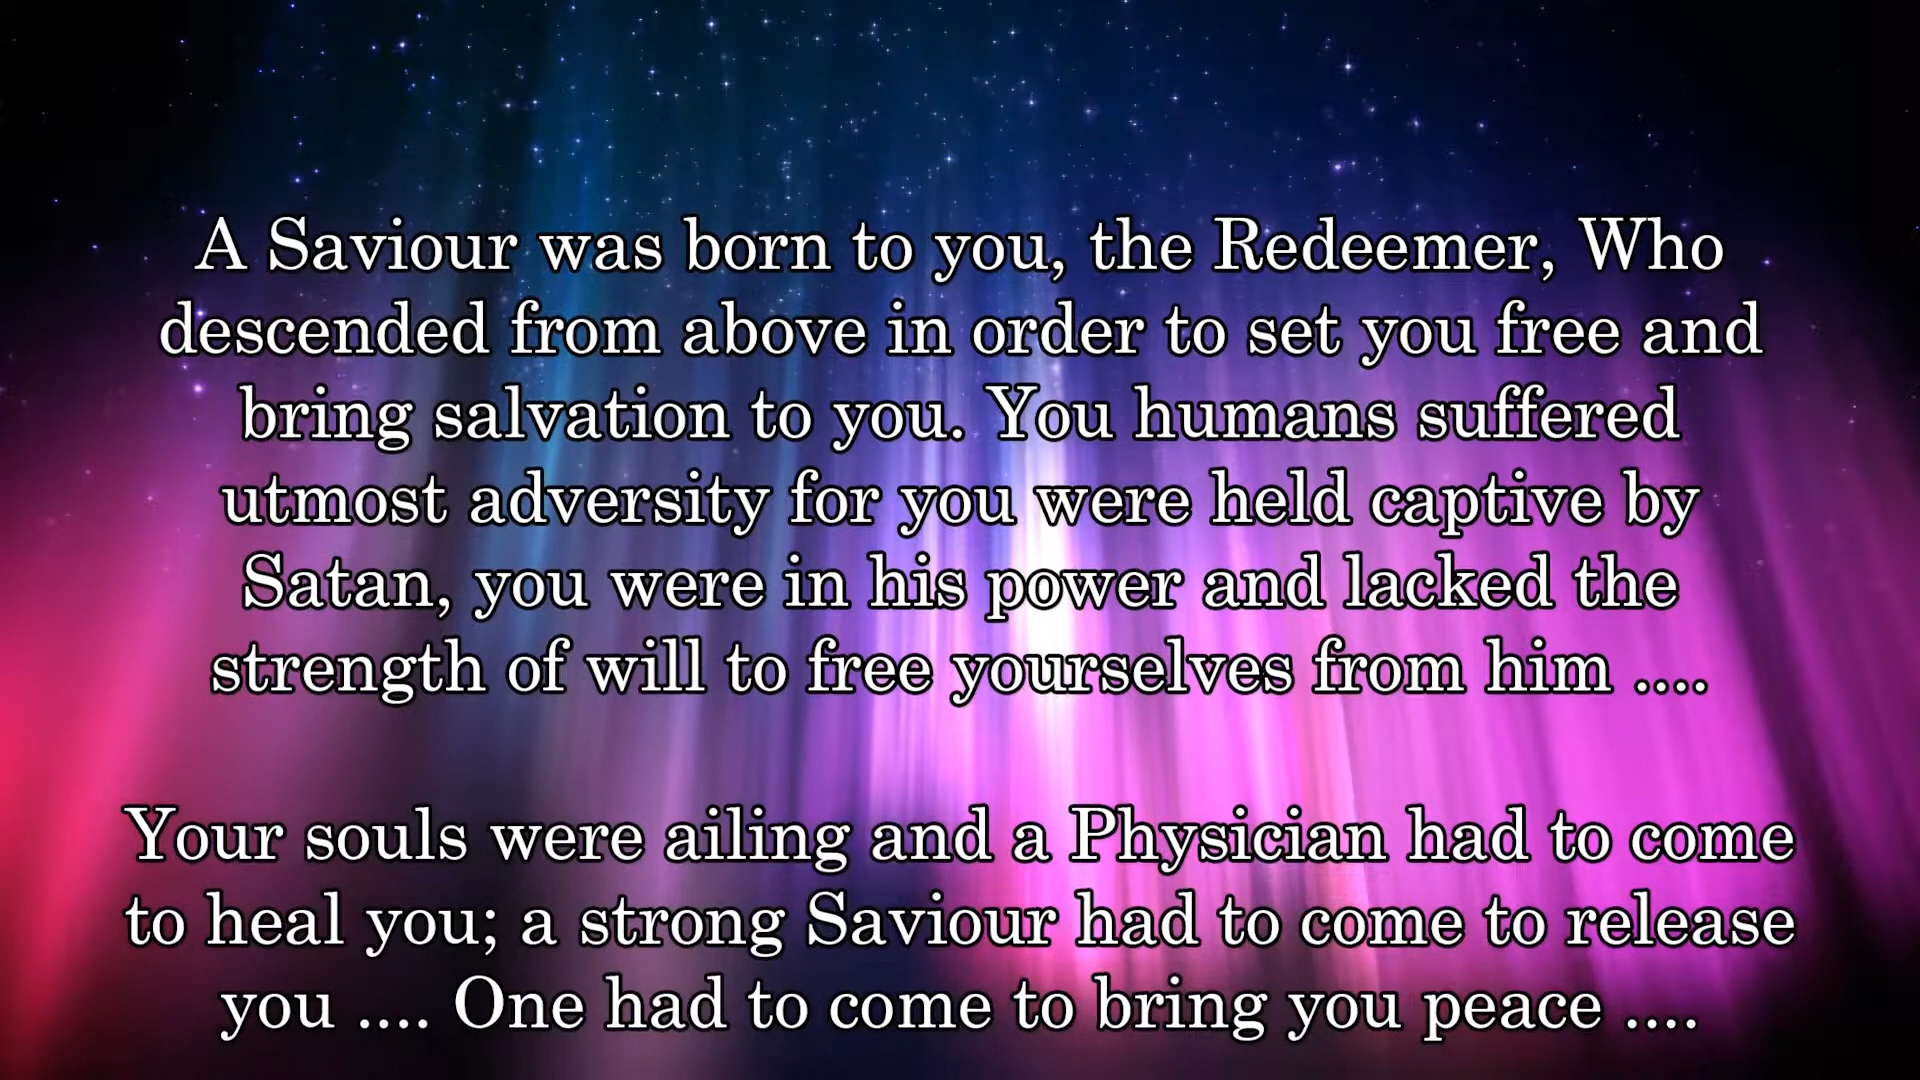 A Saviour was born to you, the Redeemer, Who
descended from above in order to set you free and
bring salvation to you. You humans suffered
utmost adversity for you were held captive by
Satan, you were in his power and lacked the
strength of will to free yourselves from him ....
Your souls were ailing and a Physician had to come
to heal you; a strong Saviour had to come to release
you .... One had to come to bring you peace ....